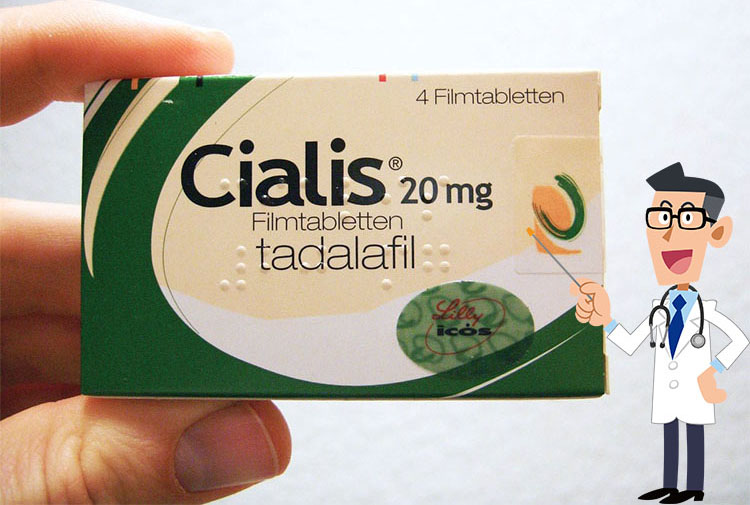 4 Filmtabletten
Cialis® 20 mg
Filmtabletten
tadalafil
Lilly
icos